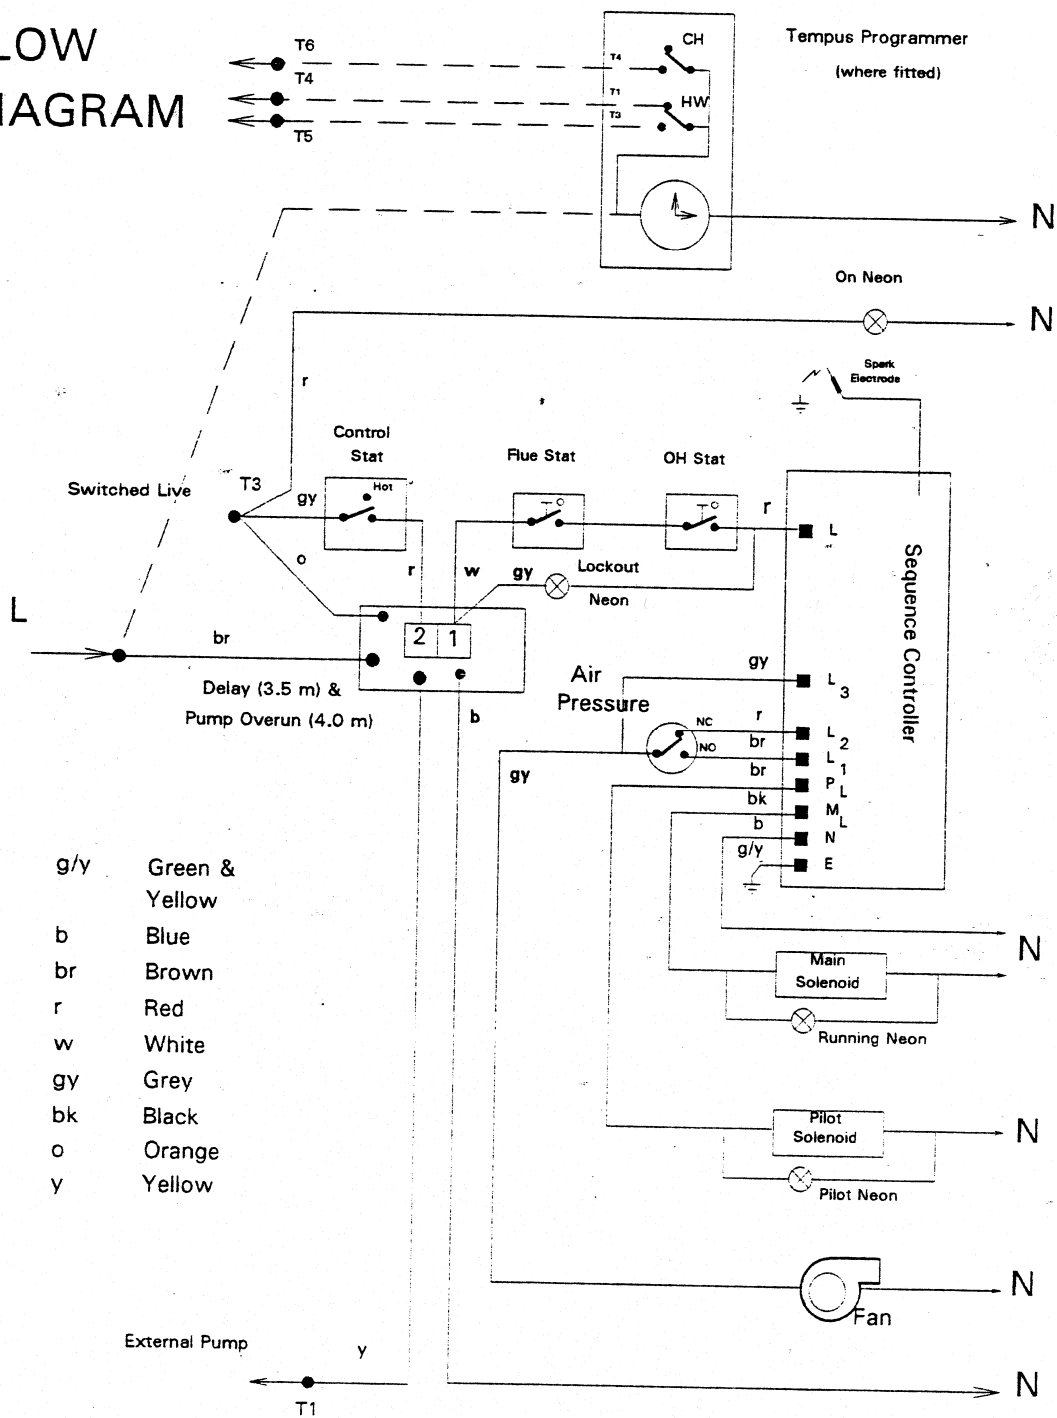 LOW
IAGRAM
T6
T4
T5
T4
T1
T3
CH
HW
Tempus Programmer
(where fitted)
N
On Neon
N
r
Spark
Electrode
Control
Stat
Hot
Flue Stat
OH Stat
Switched Live
T3
gy
o
r
w
gy
Lockout
Neon
r
L
Sequence Controller
L
br
2 1
Delay (3.5 m) &
Pump Overun (4.0 m)
b
Air
Pressure
gy
NC
NO
gy
r
br
br
bk
b
g/y
L3
L2
L1
PL
ML
N
E
g/y Green &
Yellow
b Blue
br Brown
r Red
w White
gy Grey
bk Black
o Orange
y Yellow
N
Main
Solenoid
Running Neon
Pilot
Solenoid
N
Pilot Neon
N
Fan
External Pump
y
T1
N